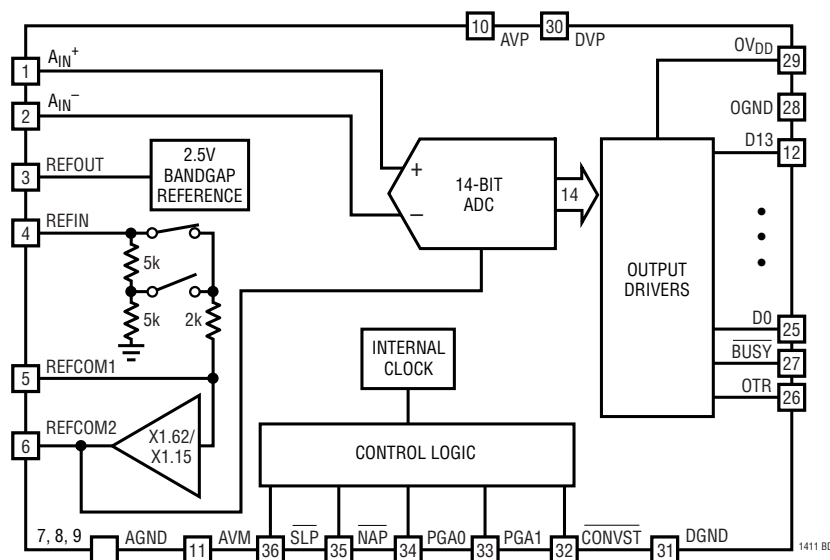 10 AVP 30 DVP
1 AIN+
OVDD 29
2 AIN−
OGND 28
D13 12
3 REFOUT
2.5V
BANDGAP
REFERENCE
+
−
14-BIT
ADC
14
4 REFIN
5k
5k
2k
OUTPUT
DRIVERS
D0 25
BUSY 27
OTR 26
INTERNAL
CLOCK
5 REFCOM1
6 REFCOM2
X1.62/
X1.15
CONTROL LOGIC
7, 8, 9 AGND 11 AVM 36 SLP 35 NAP 34 PGA0 33 PGA1 32 CONVST 31 DGND
1411 BD